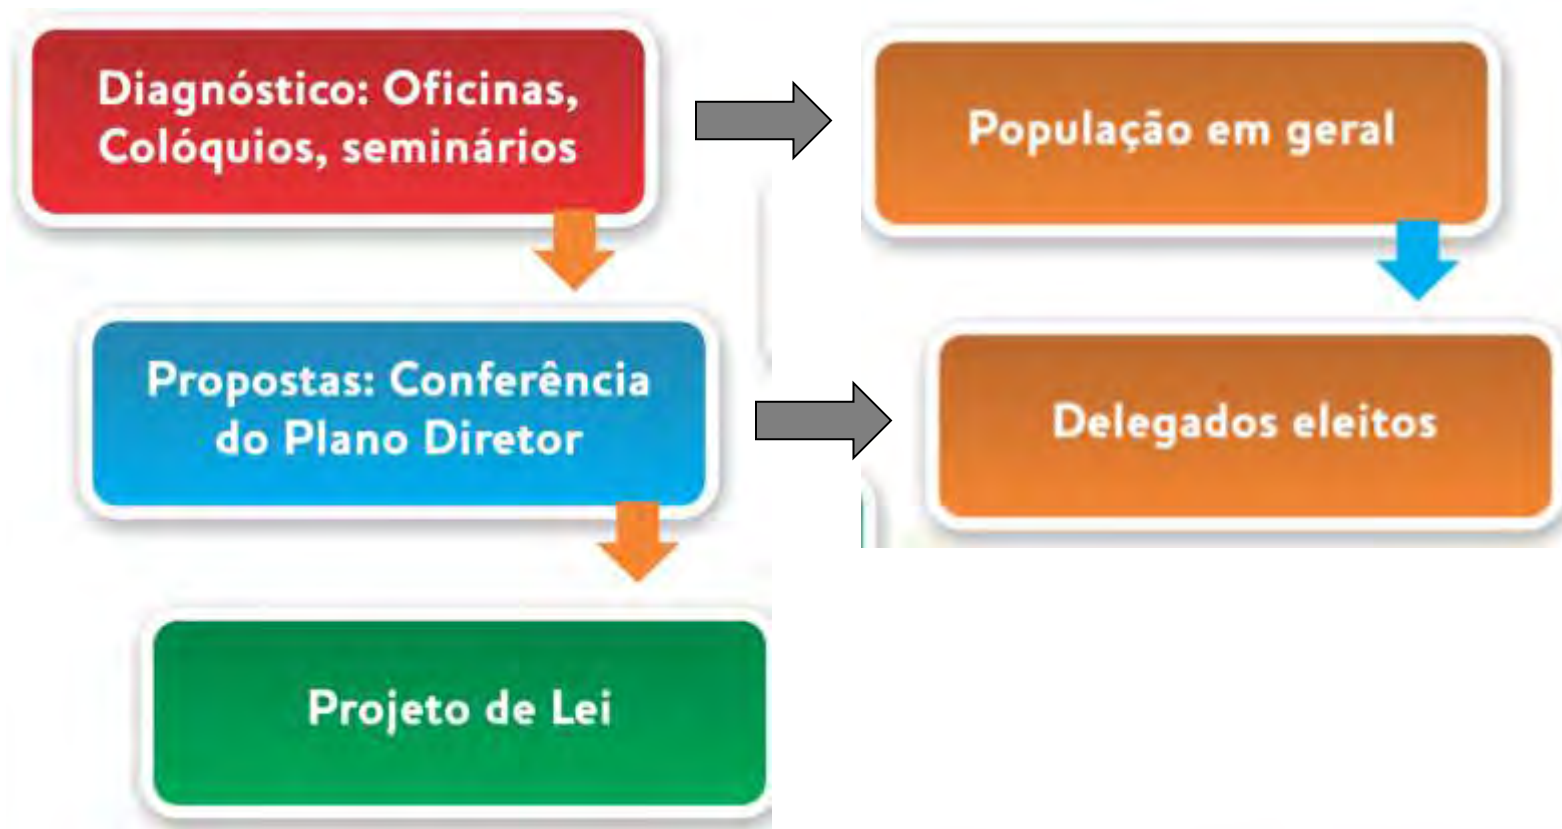 Diagnóstico: Oficinas,
Colóquios, seminários
População em geral
Propostas: Conferência
do Plano Diretor
Delegados eleitos
Projeto de Lei